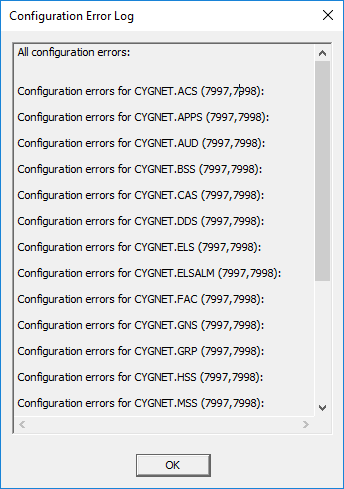 Configuration Error Log
All configuration errors:
Configuration errors for CYGNET.ACS (7997,7998):
Configuration errors for CYGNET.APPS (7997,7998):
Configuration errors for CYGNET.AUD (7997,7998):
Configuration errors for CYGNET.BSS (7997,7998):
Configuration errors for CYGNET.CAS (7997,7998):
Configuration errors for CYGNET.DDS (7997,7998):
Configuration errors for CYGNET.ELS (7997,7998):
Configuration errors for CYGNET.ELSALM (7997,7998):
Configuration errors for CYGNET.FAC (7997,7998):
Configuration errors for CYGNET.GNS (7997,7998):
Configuration errors for CYGNET.GRP (7997,7998):
Configuration errors for CYGNET.HSS (7997,7998):
Configuration errors for CYGNET.MSS (7997,7998):
OK